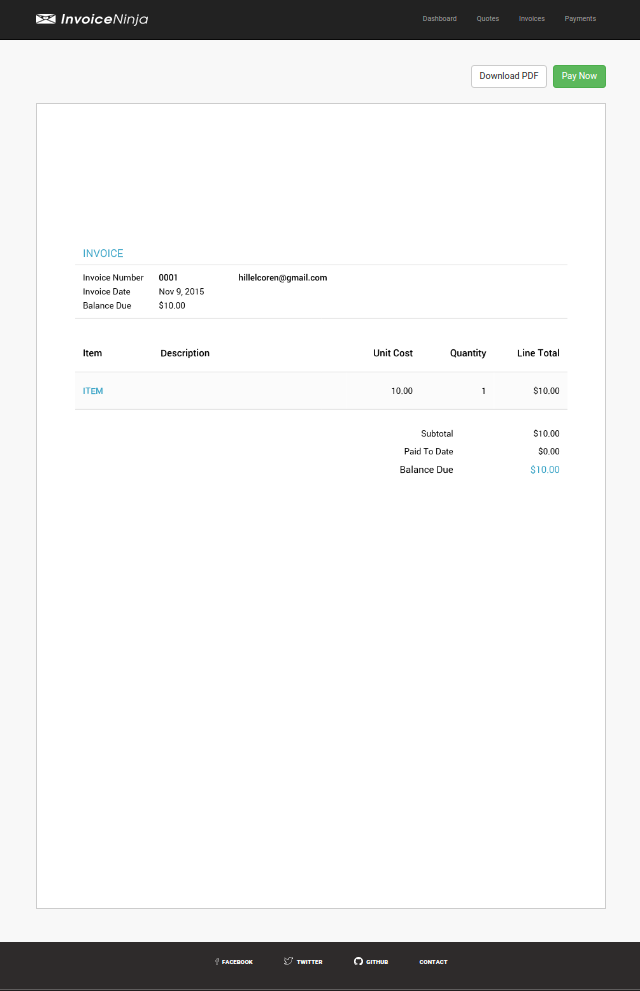 InvoiceNinja Dashboard Quotes Invoices Payments
Download PDF Pay Now
INVOICE
Invoice Number 0001 hillelcoren@gmail.com
Invoice Date Nov 9, 2015
Balance Due $10.00
Item Description Unit Cost Quantity Line Total
ITEM 10.00 1 $10.00
Subtotal $10.00
Paid To Date $0.00
Balance Due $10.00
FACEBOOK TWITTER GITHUB CONTACT